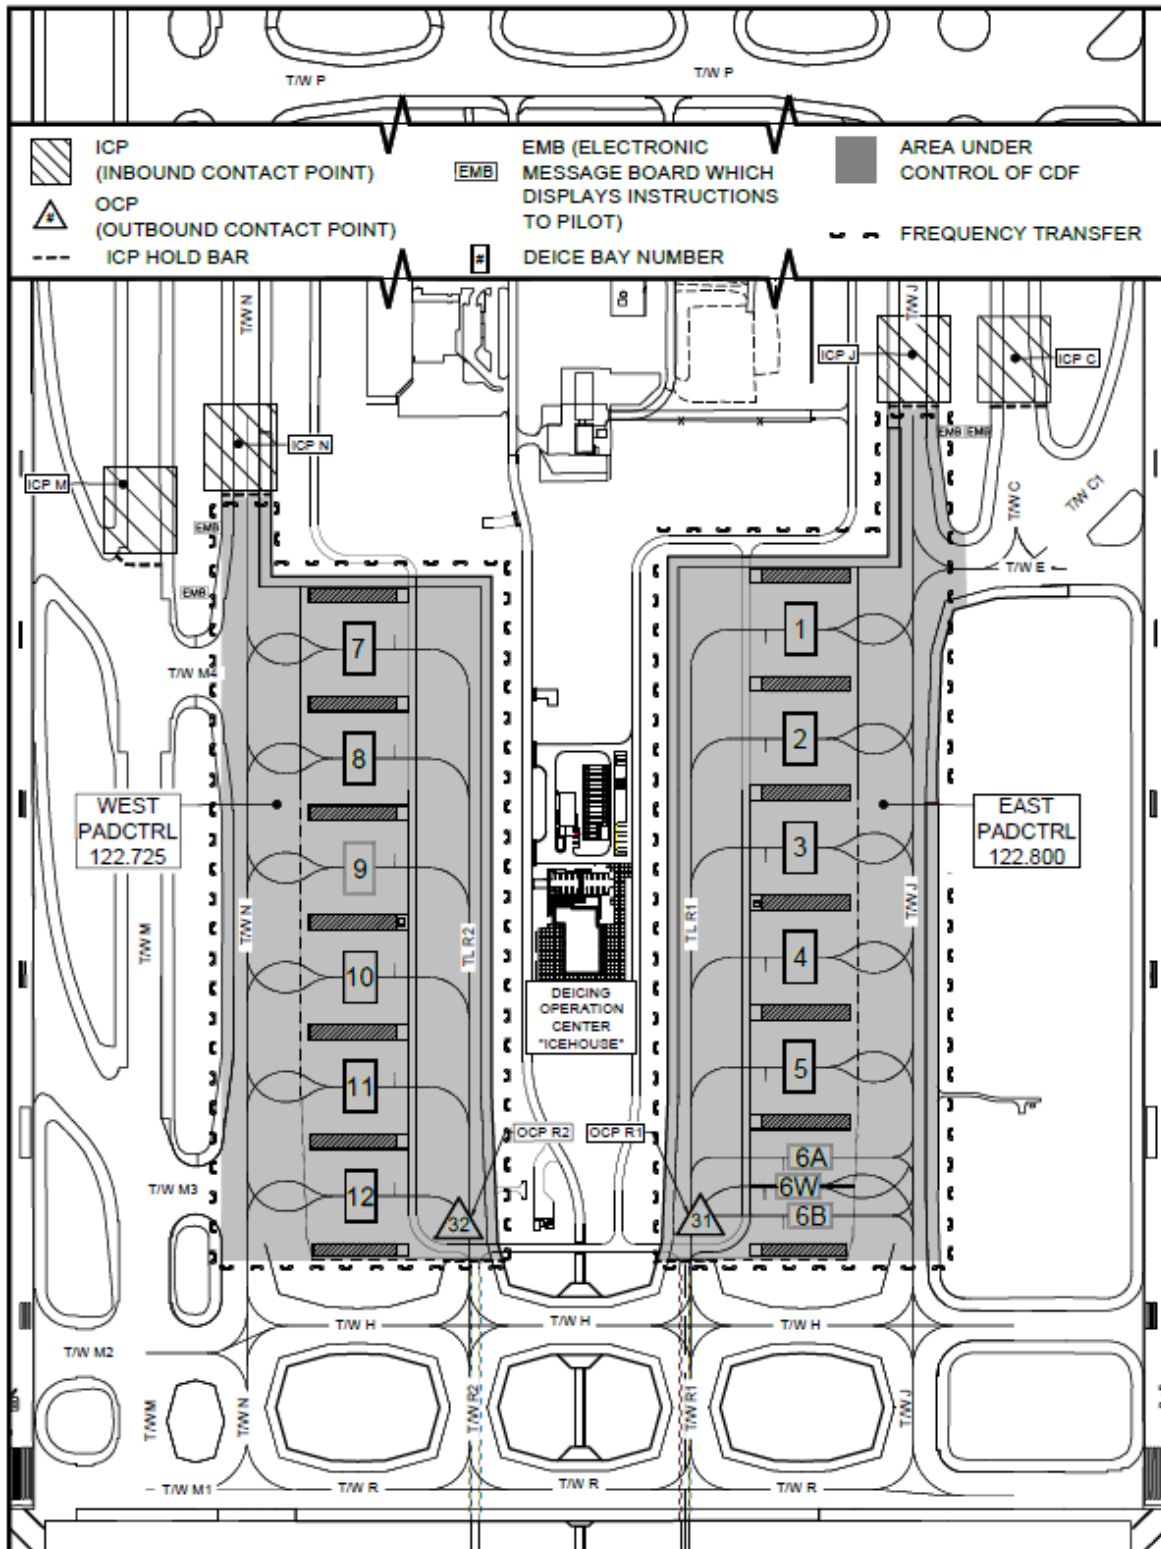 T/W P
T/W P
ICP
(INBOUND CONTACT POINT)
#
OCP
(OUTBOUND CONTACT POINT)
ICP HOLD BAR
EMB
EMB (ELECTRONIC
MESSAGE BOARD WHICH
DISPLAYS INSTRUCTIONS
TO PILOT)
#
DEICE BAY NUMBER
AREA UNDER
CONTROL OF CDF
FREQUENCY TRANSFER
T/W N
T/W J
ICP J
ICP C
ICP N
ICP M
EMB
EMB
EMB
EMB
T/W C
T/W C1
T/W E
T/W M4
7
8
9
10
11
12
1
2
3
4
5
6A
6W
6B
WEST
PADCTRL
122.725
EAST
PADCTRL
122.800
T/W M
T/W N
TL R2
TL R1
T/W J
DEICING
OPERATION
CENTER
"ICEHOUSE"
OCP R2
OCP R1
32
31
T/W M3
T/W H
T/W H
T/W H
T/W M2
T/W M
T/W N
T/W R2
T/W R1
T/W J
T/W M1
T/W R
T/W R
T/W R